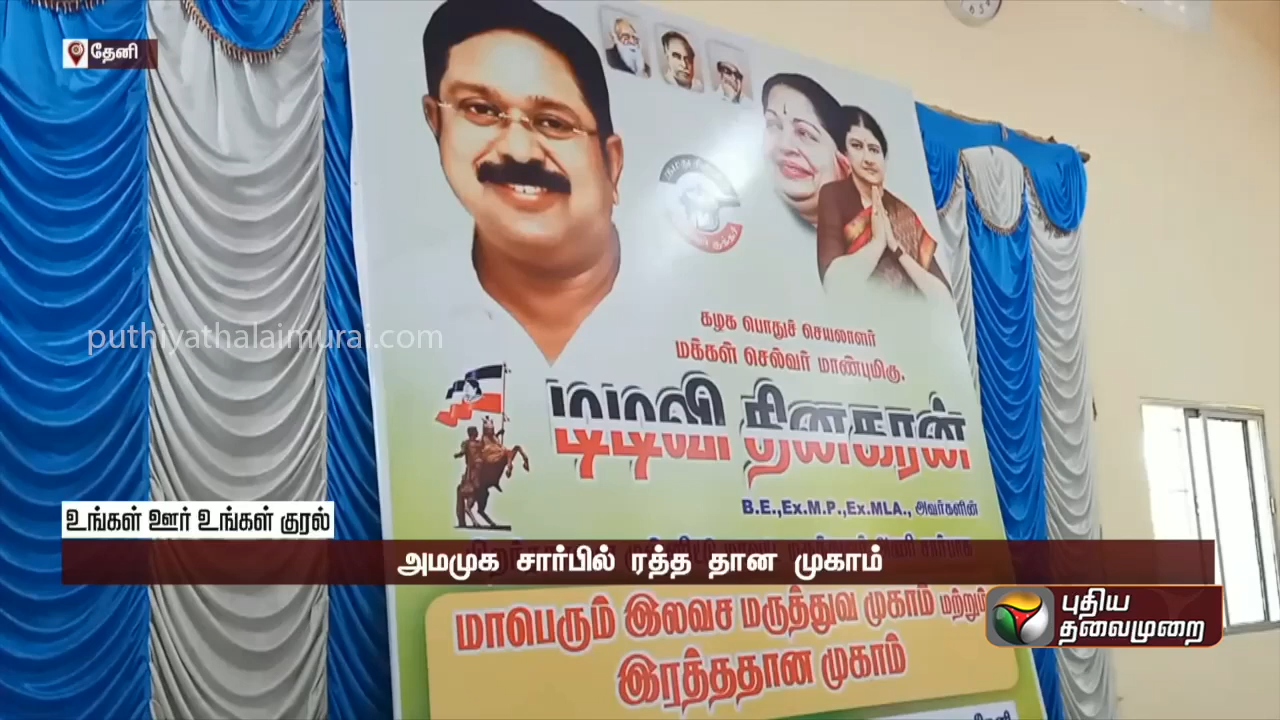 தேனி
கழக பொதுச் செயலாளர்
மக்கள் செல்வர் மாண்புமிகு.
puthiyathalaimurai.com
டிடிவி தினகரன்
B.E.,Ex.M.P.,Ex.MLA., அவர்களின்
உங்கள் ஊர் உங்கள் குரல்
அமமுக சார்பில் ரத்த தான முகாம்
மாபெரும் இலவச மருத்துவ முகாம் மற்றும்
இரத்ததான முகாம்
புதிய
தலைமுறை